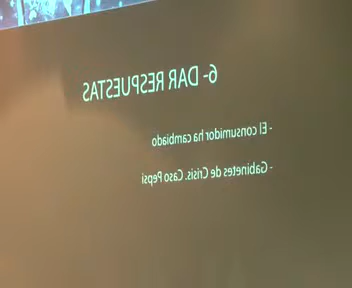 6- DAR RESPUESTAS
- El consumidor ha cambiado
- Gabinetes de Crisis. Caso Pepsi